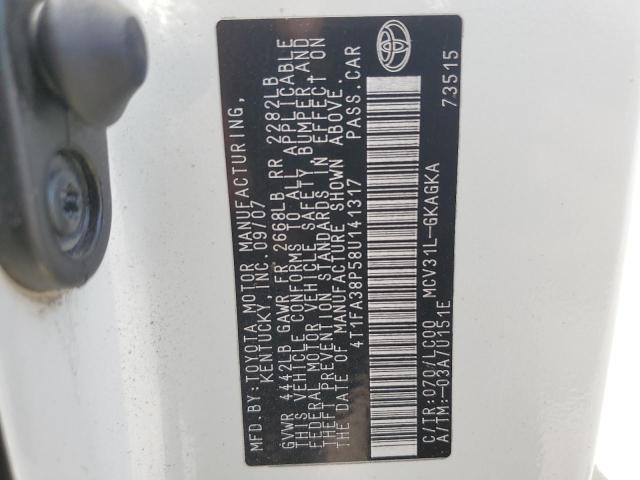 MFD. BY: TOYOTA MOTOR MANUFACTURING,
KENTUCKY, INC. 09/07
GVWR 4442LB GAWR FR 2668LB RR 2282LB
THIS VEHICLE CONFORMS TO ALL APPLICABLE
FEDERAL MOTOR VEHICLE SAFETY, BUMPER, AND
THEFT PREVENTION STANDARDS IN EFFECT ON
THE DATE OF MANUFACTURE SHOWN ABOVE.
4T1FA38P58U141317 PASS.CAR
C/TR:070/LC00 MCV31L-GKAGKA
A/TM:-03A/U151E 73515